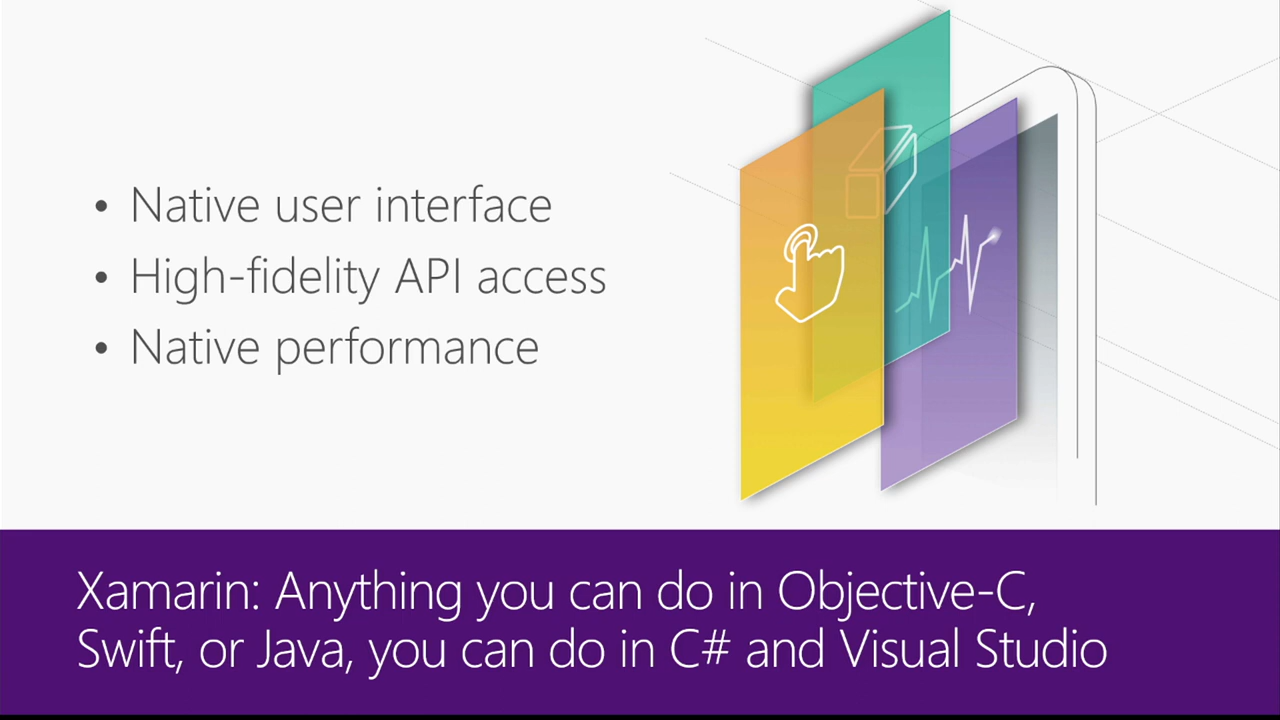 • Native user interface
• High-fidelity API access
• Native performance
Xamarin: Anything you can do in Objective-C,
Swift, or Java, you can do in C# and Visual Studio